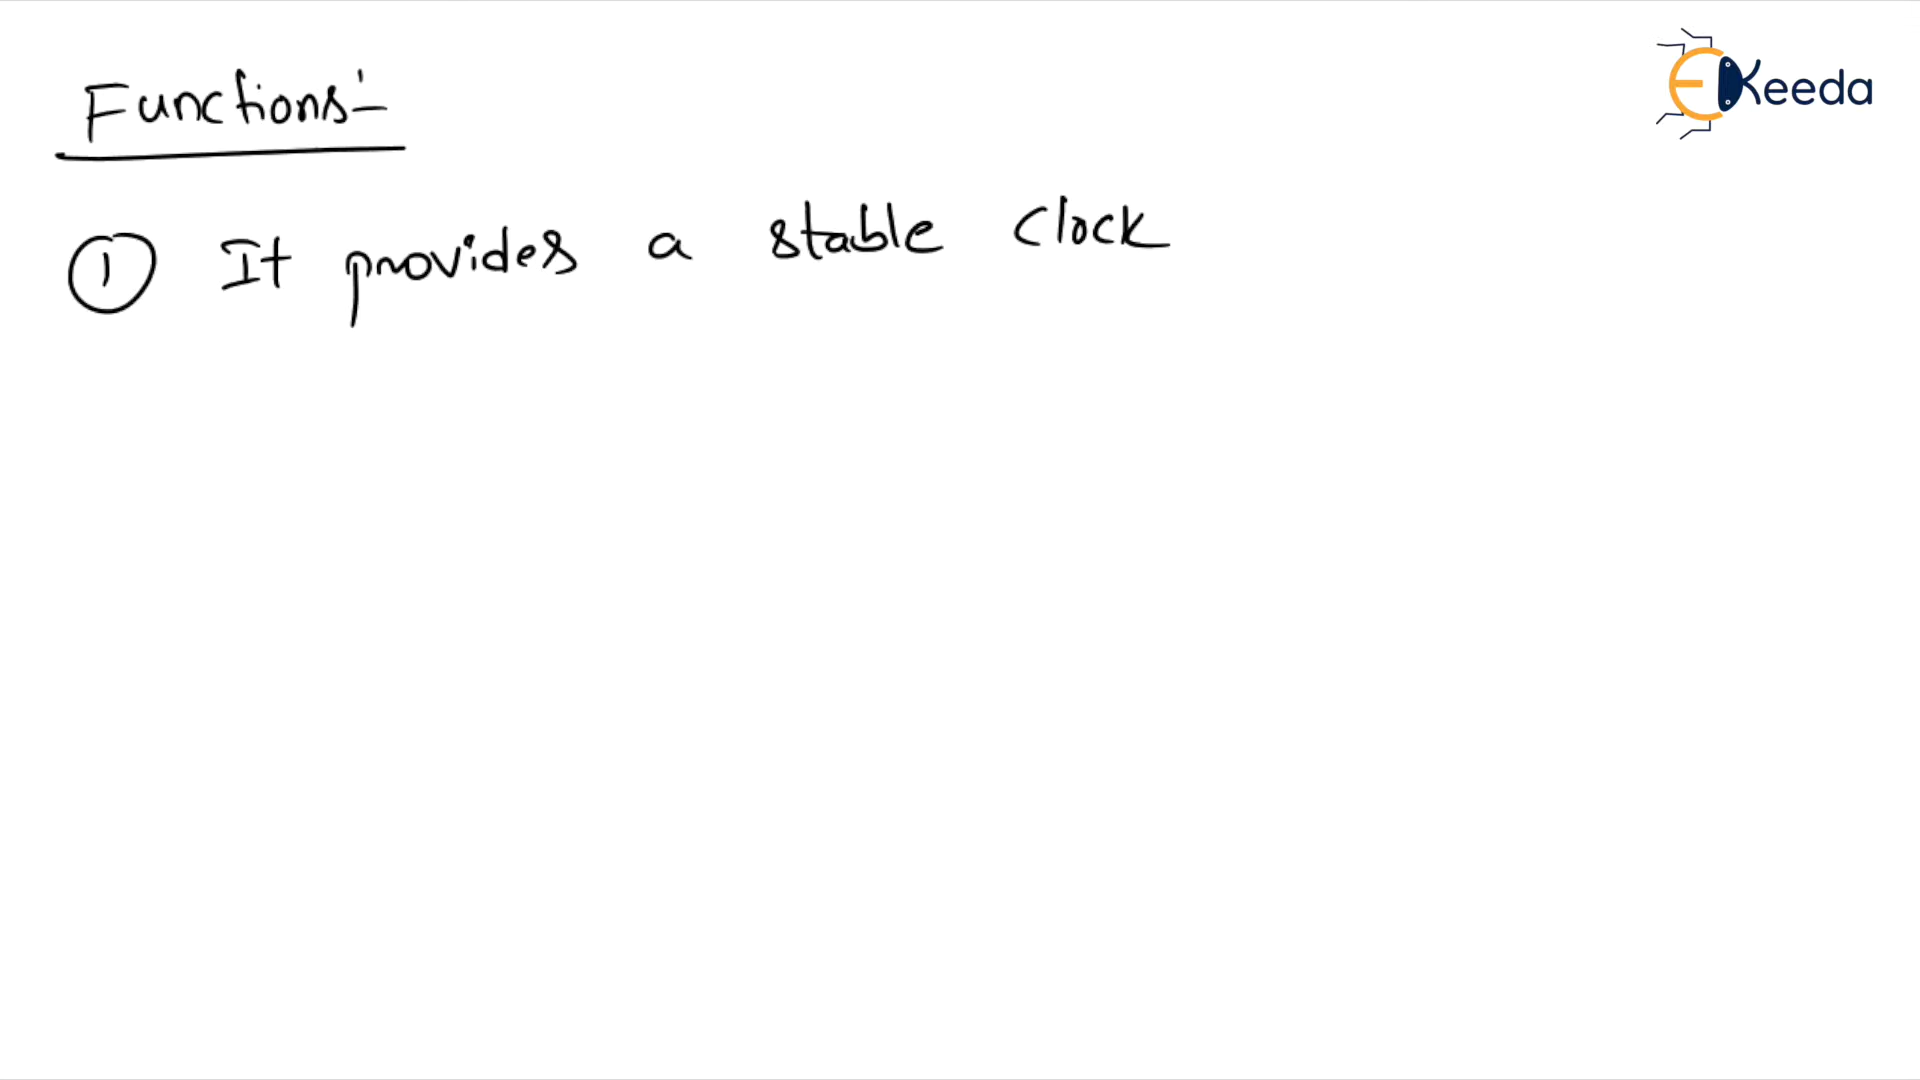 Functions:-
EKeeda
① It provides a stable clock